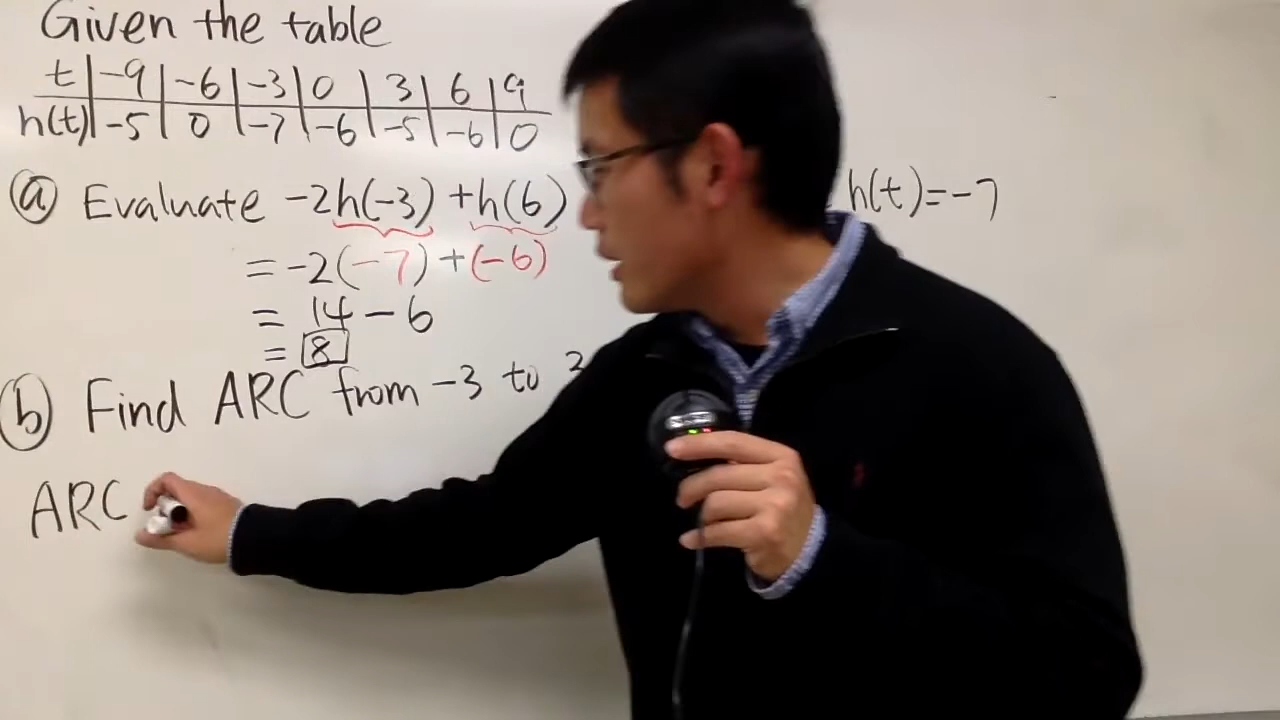 Given the table
t | -9 | -6 | -3 | 0 | 3 | 6 | 9
h(t) | -5 | 0 | -7 | -6 | -5 | -6 | 0
ⓐ Evaluate -2h(-3) + h(6)
h(t) = -7
= -2(-7) + (-6)
= 14 - 6
= 8
ⓑ Find ARC from -3 to
ARC